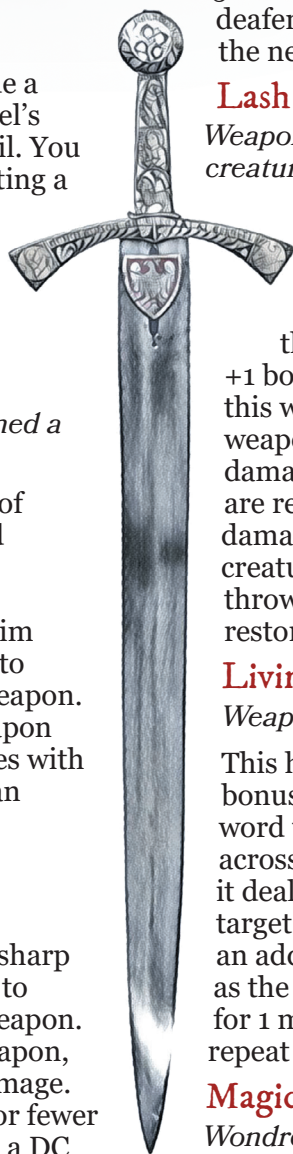 e a
el's
il. You
ting a
ned a
of
im
to
eapon.
pon
es with
an
sharp
to
eapon.
apon,
mage.
or fewer
a DC
deafen
the ne
Lash
Weapon
creatur
th
+1 bo
this w
weapo
dama
are re
dama
creatu
throw
restor
Livin
Weap
This h
bonus
word
across
it deal
target
an add
as the
for 1 m
repeat
Magic
Wondro